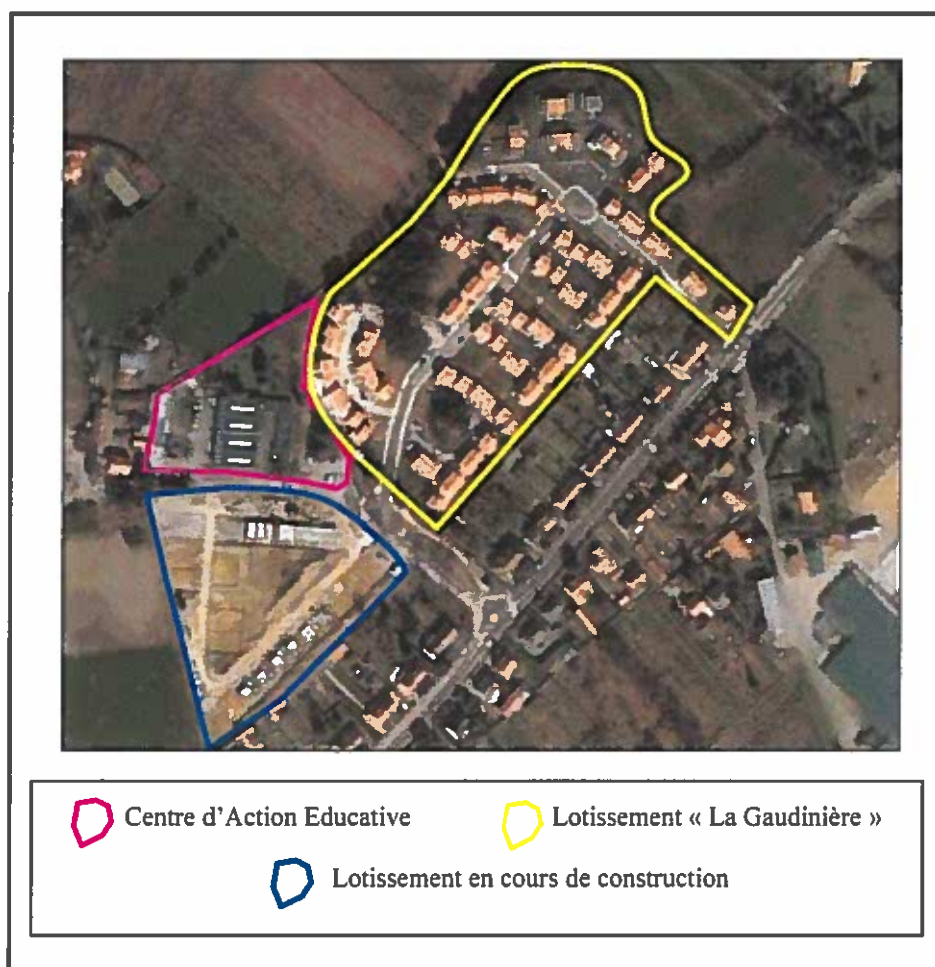 Centre d'Action Educative
Lotissement « La Gaudinière »
Lotissement en cours de construction